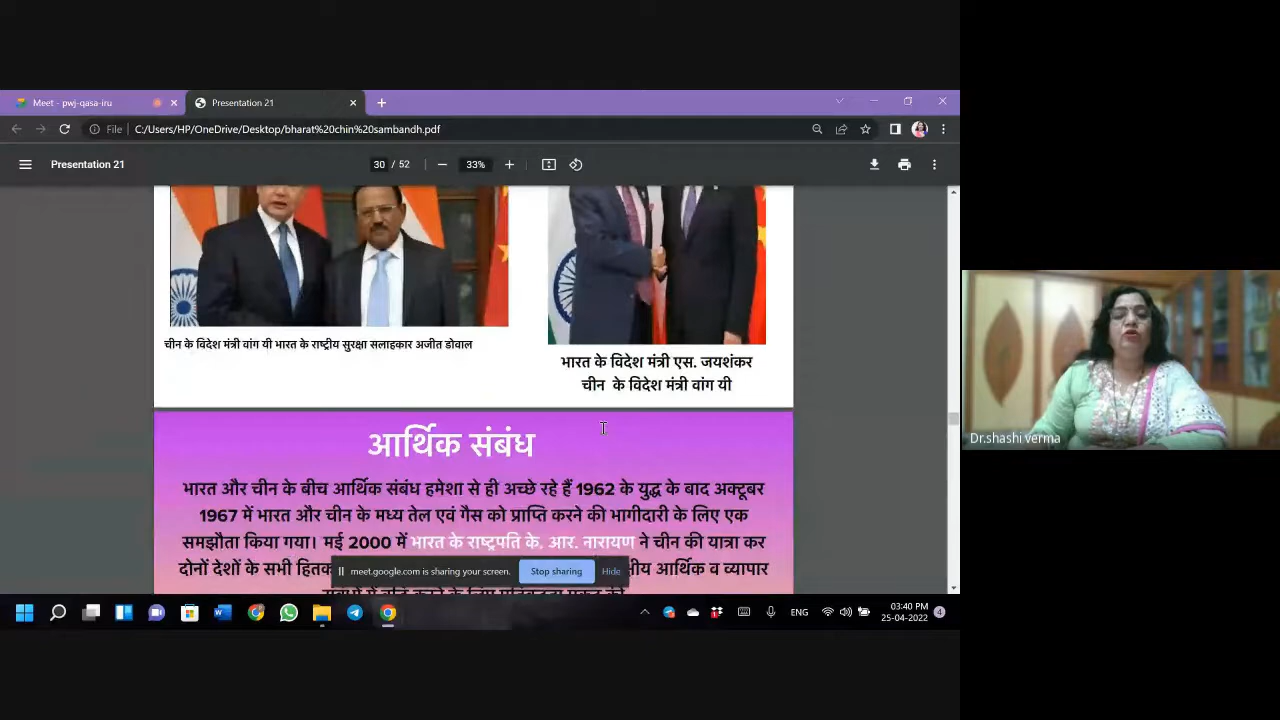 Meet - pwj-qasa-iru
Presentation 21
File C:/Users/HP/OneDrive/Desktop/bharat%20chin%20sambandh.pdf
Presentation 21 30 / 52 33%
चीन के विदेश मंत्री वांग यी भारत के राष्ट्रीय सुरक्षा सलाहकार अजीत डोवाल
भारत के विदेश मंत्री एस. जयशंकर
चीन के विदेश मंत्री वांग यी
आर्थिक संबंध
भारत और चीन के बीच आर्थिक संबंध हमेशा से ही अच्छे रहे हैं 1962 के युद्ध के बाद अक्टूबर
1967 में भारत और चीन के मध्य तेल एवं गैस को प्राप्ति करने की भागीदारी के लिए एक
समझौता किया गया। मई 2000 में भारत के राष्ट्रपति के. आर. नारायण ने चीन की यात्रा कर
दोनों देशों के सभी आर्थिक व व्यापार
meet.google.com is sharing your screen. Stop sharing Hide
Dr.shashi verma
ENG
03:40 PM
25-04-2022
4